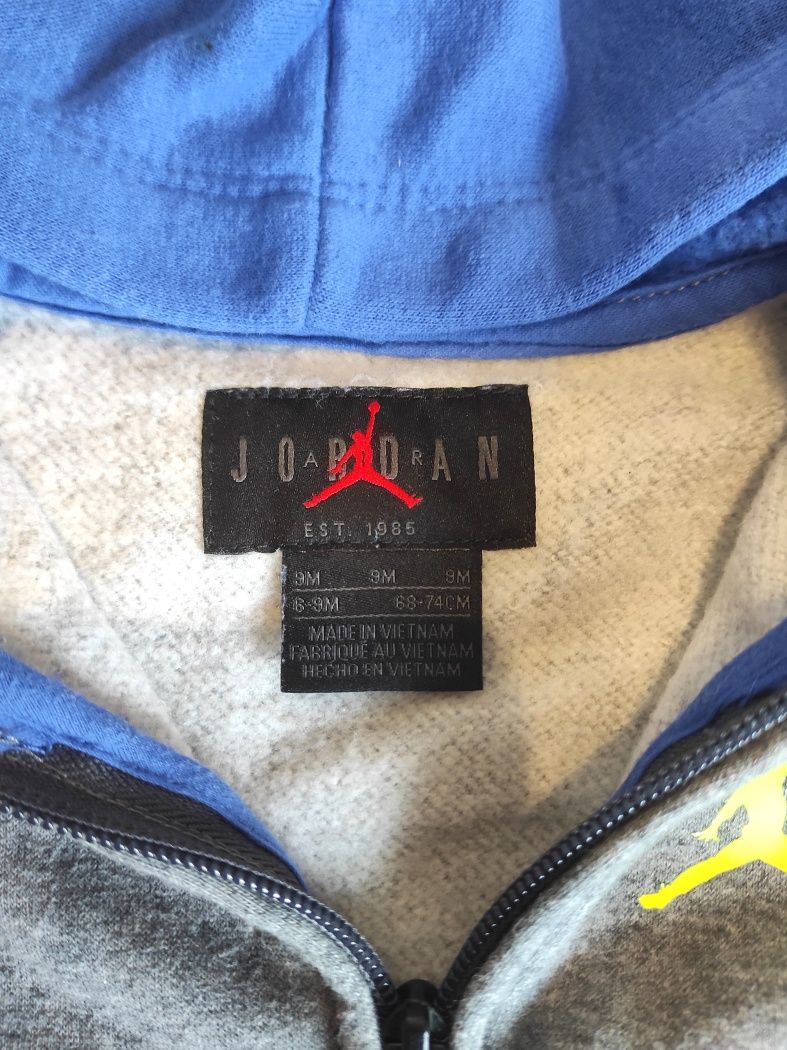 JORDAN
AIR
EST. 1985
9M 9M 9M
6-9M 68-74CM
MADE IN VIETNAM
FABRIQUÉ AU VIETNAM
HECHO EN VIETNAM